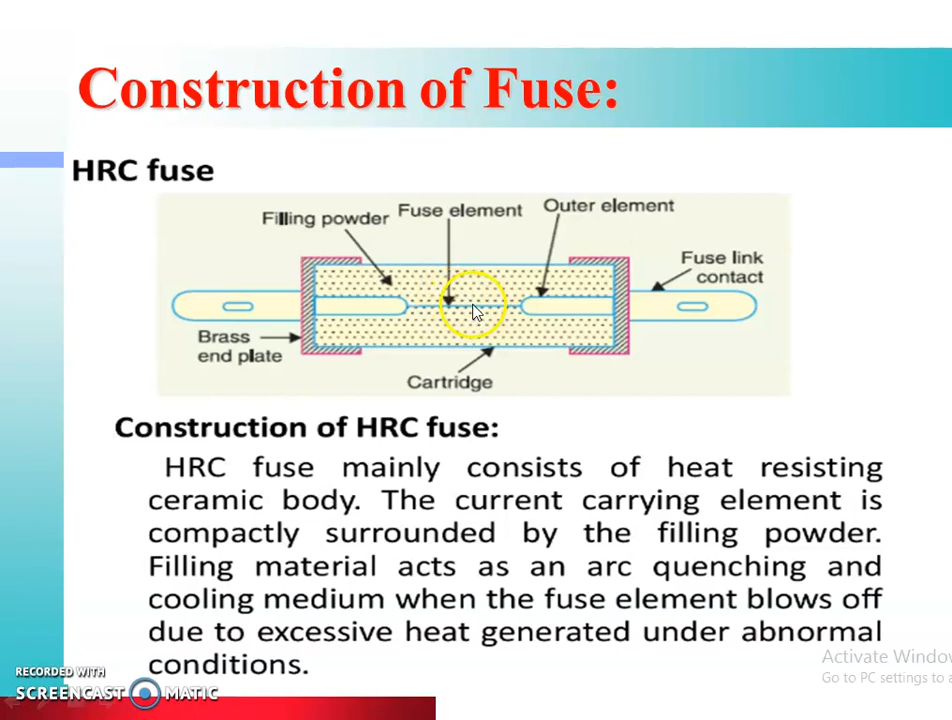 Construction of Fuse:
HRC fuse
Filling powder
Fuse element
Outer element
Fuse link
contact
Brass
end plate
Cartridge
Construction of HRC fuse:
HRC fuse mainly consists of heat resisting
ceramic body. The current carrying element is
compactly surrounded by the filling powder.
Filling material acts as an arc quenching and
cooling medium when the fuse element blows off
due to excessive heat generated under abnormal
conditions.
Activate Window
Go to PC settings to a
RECORDED WITH
SCREENCAST MATIC